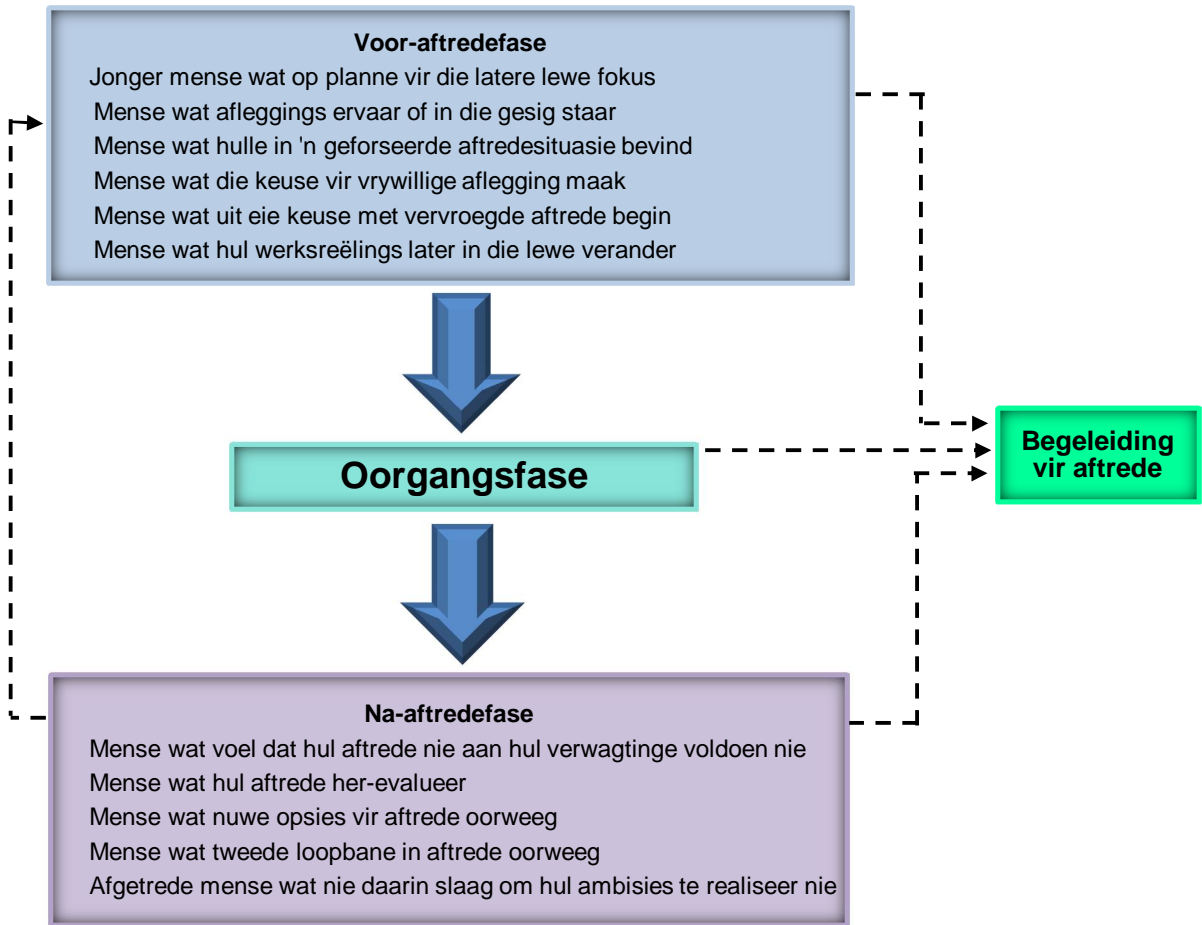 Voor-aftredefase
Jonger mense wat op planne vir die latere lewe fokus
Mense wat afleggings ervaar of in die gesig staar
Mense wat hulle in 'n geforseerde aftredesituasie bevind
Mense wat die keuse vir vrywillige aflegging maak
Mense wat uit eie keuse met vervroegde aftrede begin
Mense wat hul werksreëlings later in die lewe verander
Oorgangsfase
Begeleiding
vir aftrede
Na-aftredefase
Mense wat voel dat hul aftrede nie aan hul verwagtinge voldoen nie
Mense wat hul aftrede her-evalueer
Mense wat nuwe opsies vir aftrede oorweeg
Mense wat tweede loopbane in aftrede oorweeg
Afgetrede mense wat nie daarin slaag om hul ambisies te realiseer nie